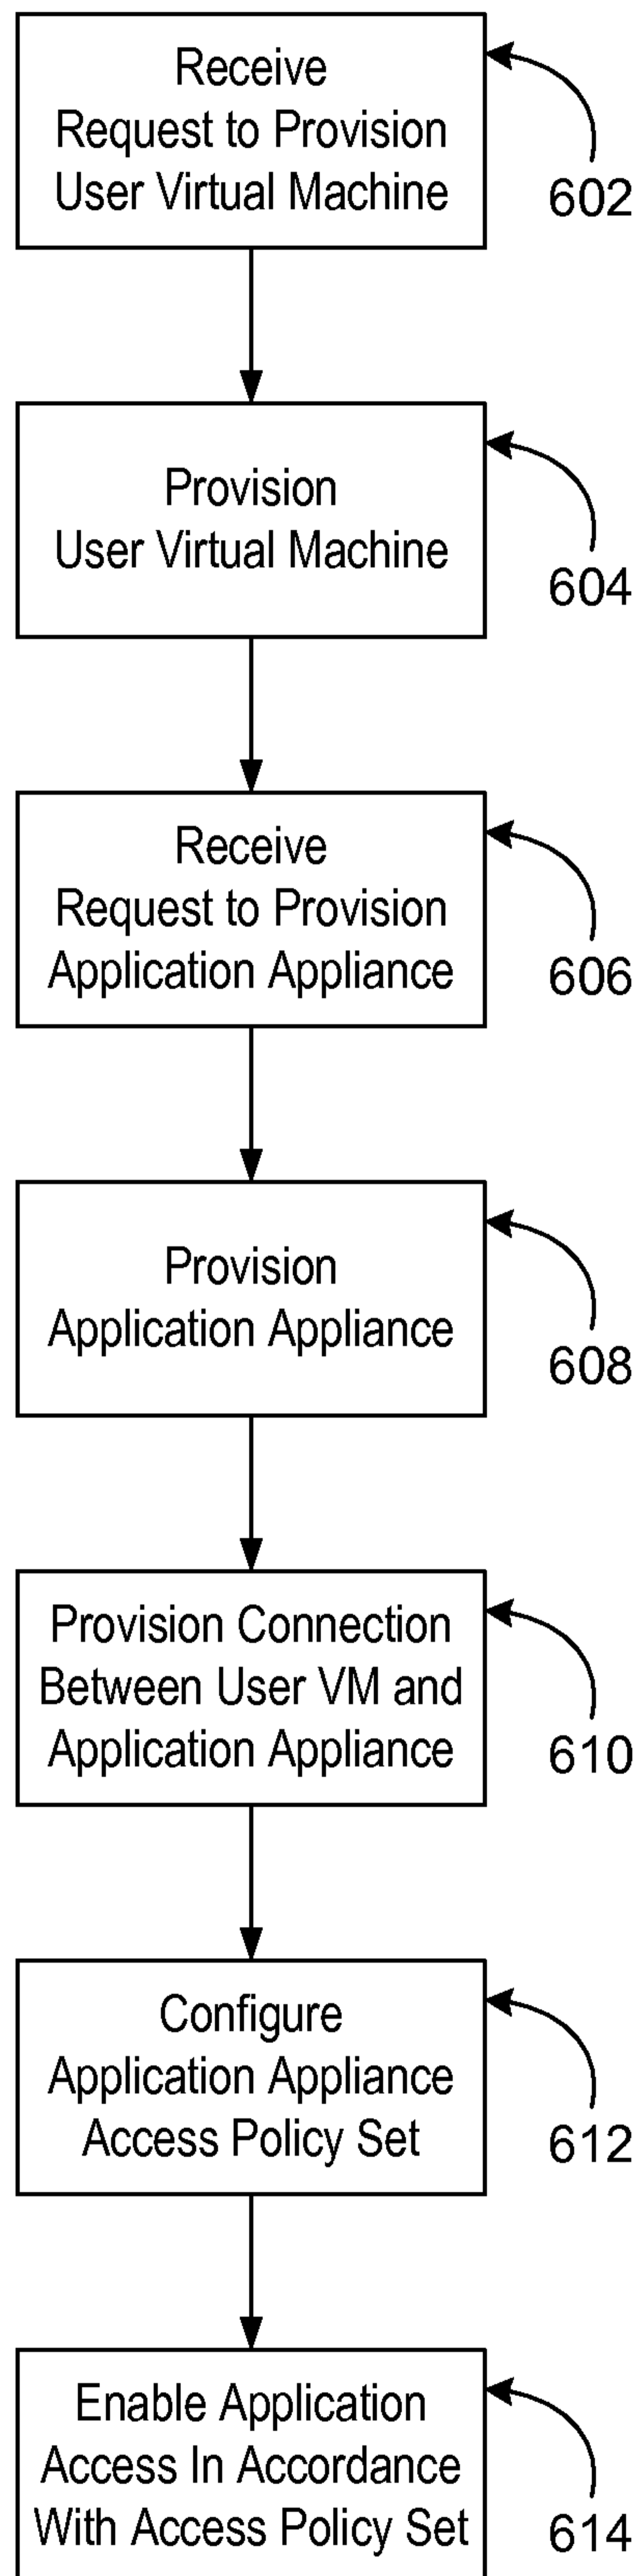 Receive
Request to Provision
User Virtual Machine
602
Provision
User Virtual Machine
604
Receive
Request to Provision
Application Appliance
606
Provision
Application Appliance
608
Provision Connection
Between User VM and
Application Appliance
610
Configure
Application Appliance
Access Policy Set
612
Enable Application
Access In Accordance
With Access Policy Set
614